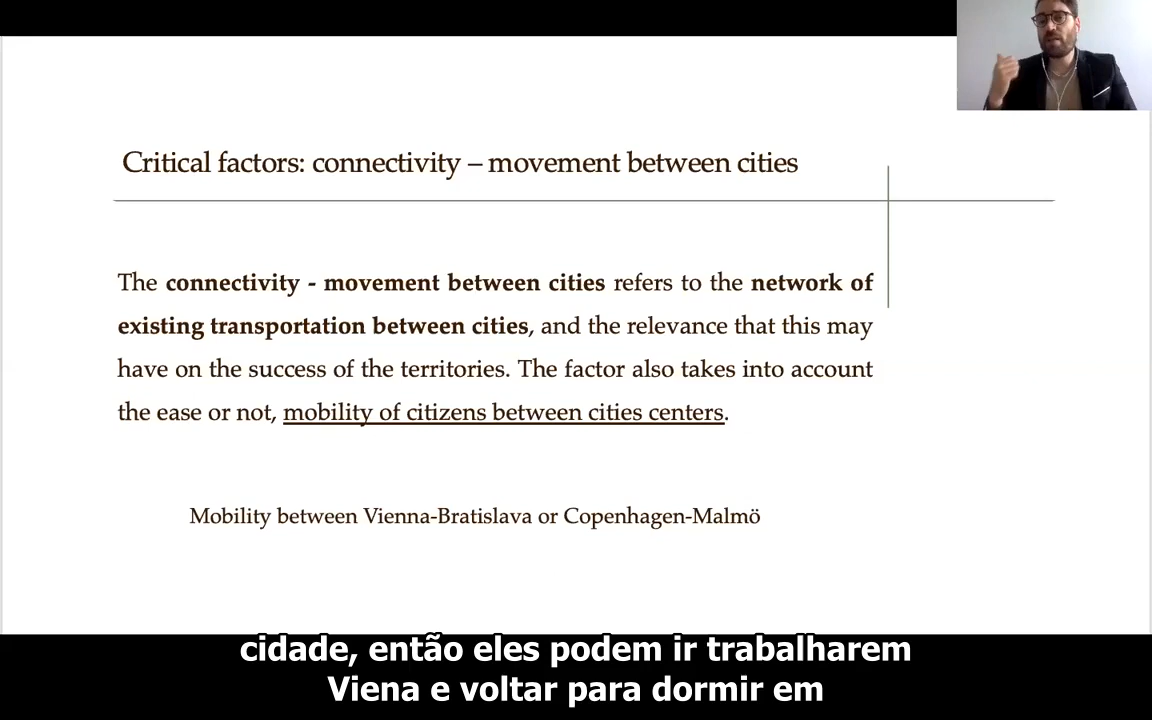 Critical factors: connectivity – movement between cities
The connectivity - movement between cities refers to the network of
existing transportation between cities, and the relevance that this may
have on the success of the territories. The factor also takes into account
the ease or not, mobility of citizens between cities centers.
Mobility between Vienna-Bratislava or Copenhagen-Malmö
cidade, então eles podem ir trabalharem
Viena e voltar para dormir em